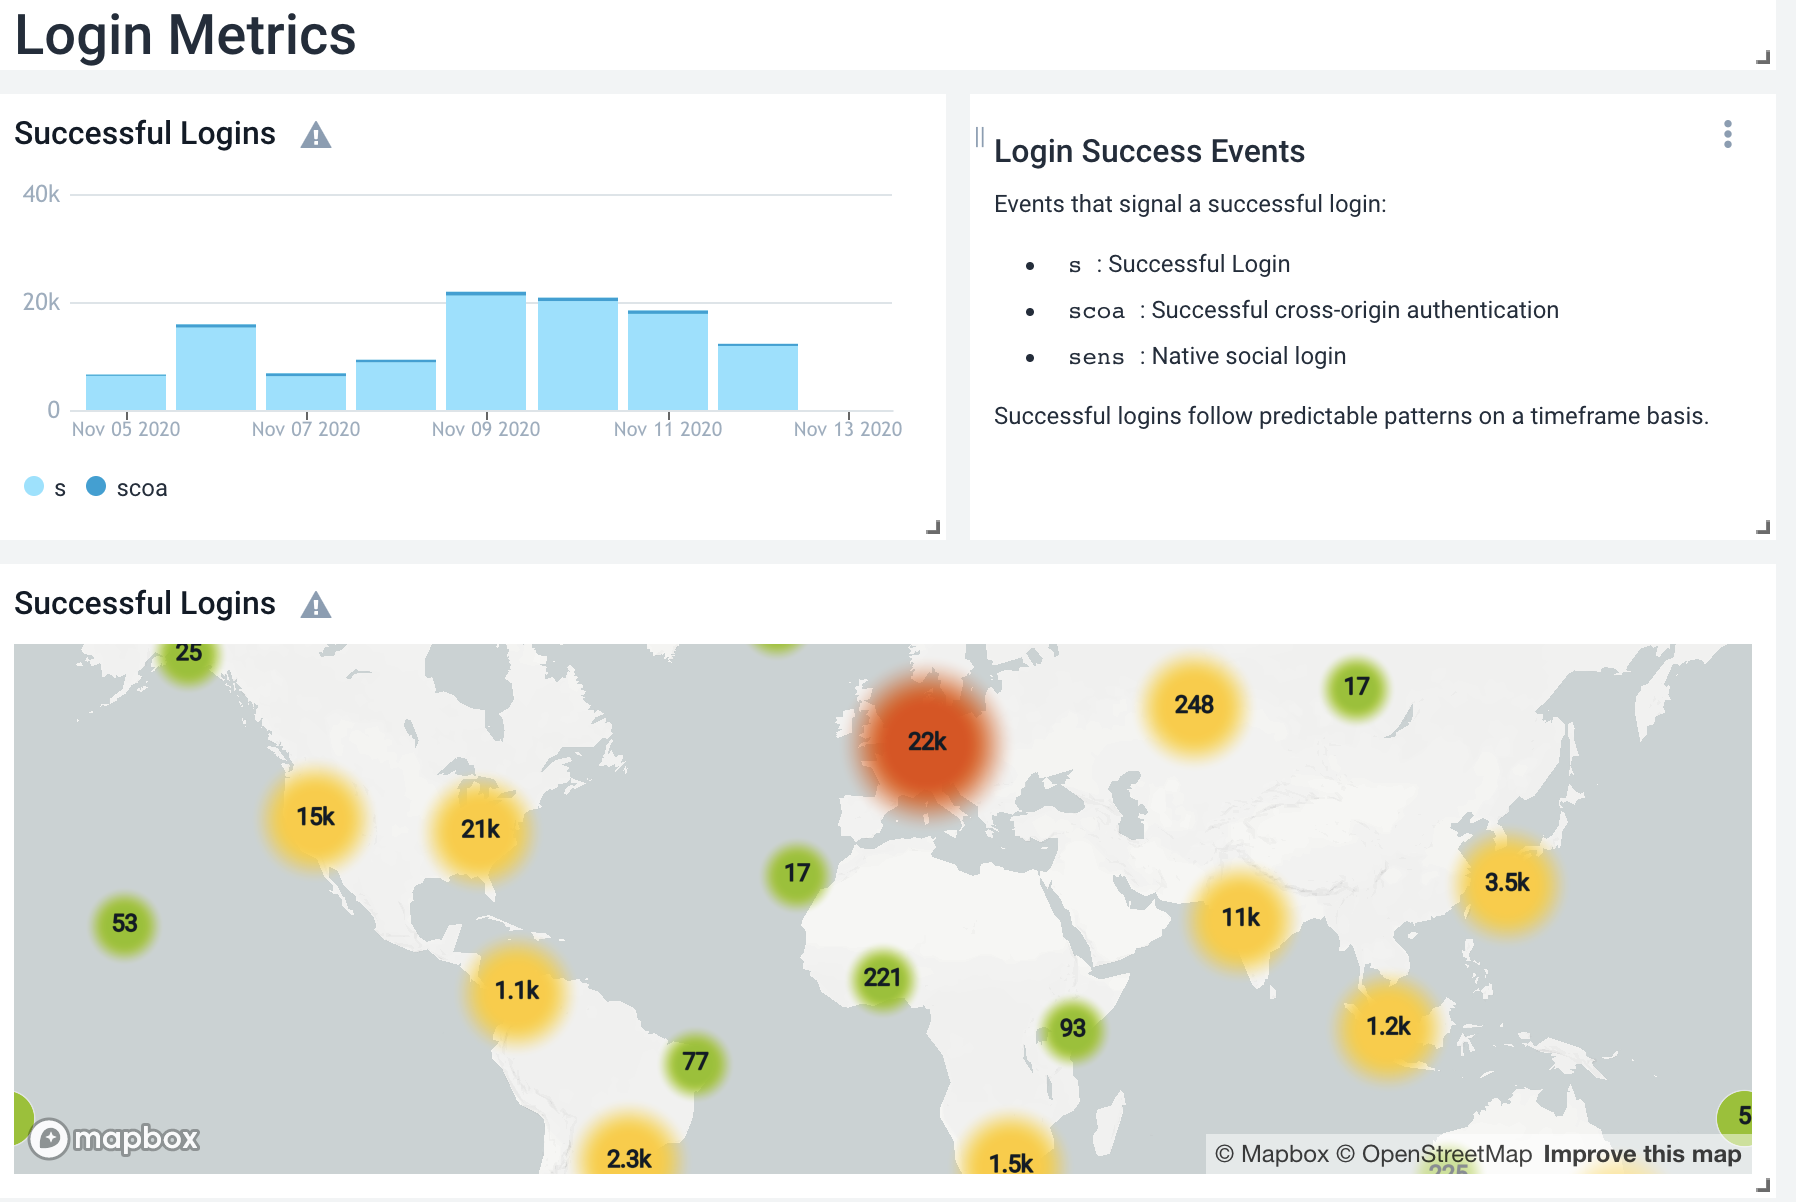 Login Metrics
Successful Logins
40k
20k
0
Nov 05 2020 Nov 07 2020 Nov 09 2020 Nov 11 2020 Nov 13 2020
s scoa
Login Success Events
Events that signal a successful login:
• s : Successful Login
• scoa : Successful cross-origin authentication
• sens : Native social login
Successful logins follow predictable patterns on a timeframe basis.
Successful Logins
25
22k
248
17
15k
21k
17
3.5k
53
11k
1.1k
221
1.2k
93
77
5
2.3k
1.5k
225
mapbox
© Mapbox © OpenStreetMap Improve this map